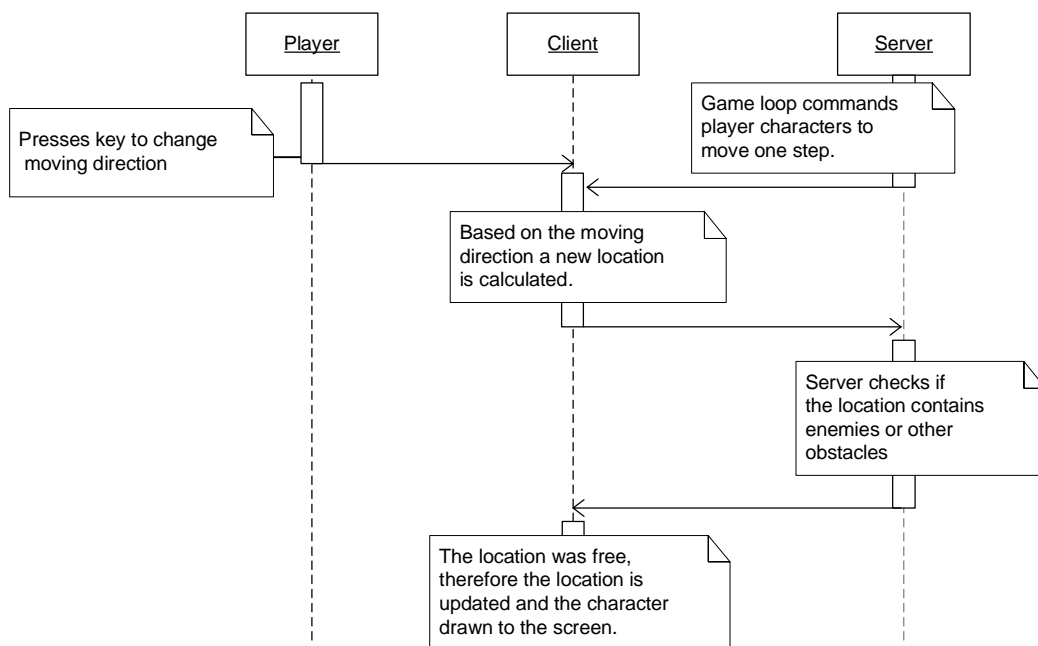 Player
Client
Server
Presses key to change
moving direction
Game loop commands
player characters to
move one step.
Based on the moving
direction a new location
is calculated.
Server checks if
the location contains
enemies or other
obstacles
The location was free,
therefore the location is
updated and the character
drawn to the screen.